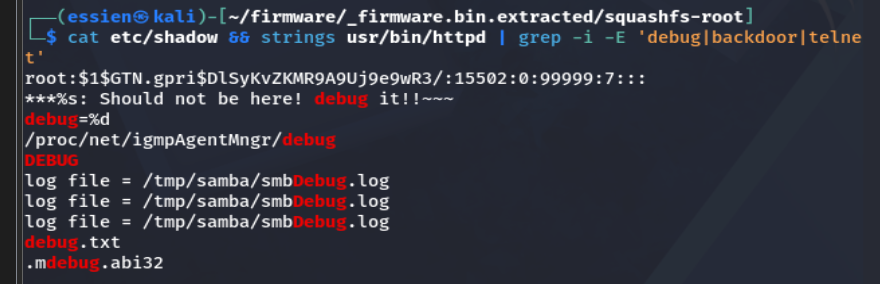 ┌──(essien㉿kali)-[~/firmware/_firmware.bin.extracted/squashfs-root]
└─$ cat etc/shadow && strings usr/bin/httpd | grep -i -E 'debug|backdoor|telne
t'
root:$1$GTN.gpri$DlSyKvZKMR9A9Uj9e9wR3/:15502:0:99999:7:::
***%s: Should not be here! debug it!!~~~
debug=%d
/proc/net/igmpAgentMngr/debug
DEBUG
log file = /tmp/samba/smbDebug.log
log file = /tmp/samba/smbDebug.log
log file = /tmp/samba/smbDebug.log
debug.txt
.mdebug.abi32